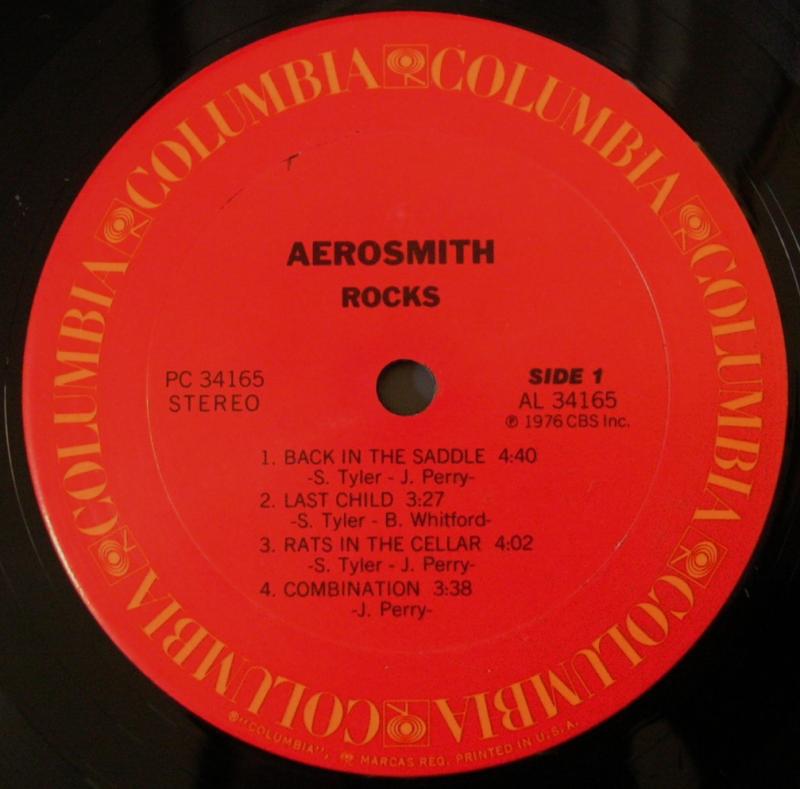 COLUMBIA COLUMBIA COLUMBIA COLUMBIA COLUMBIA COLUMBIA
AEROSMITH
ROCKS
PC 34165
STEREO
SIDE 1
AL 34165
℗ 1976 CBS Inc.
1. BACK IN THE SADDLE 4:40
-S. Tyler - J. Perry-
2. LAST CHILD 3:27
-S. Tyler - B. Whitford-
3. RATS IN THE CELLAR 4:02
-S. Tyler - J. Perry-
4. COMBINATION 3:38
-J. Perry-
®"COLUMBIA", MARCAS REG. PRINTED IN U.S.A.